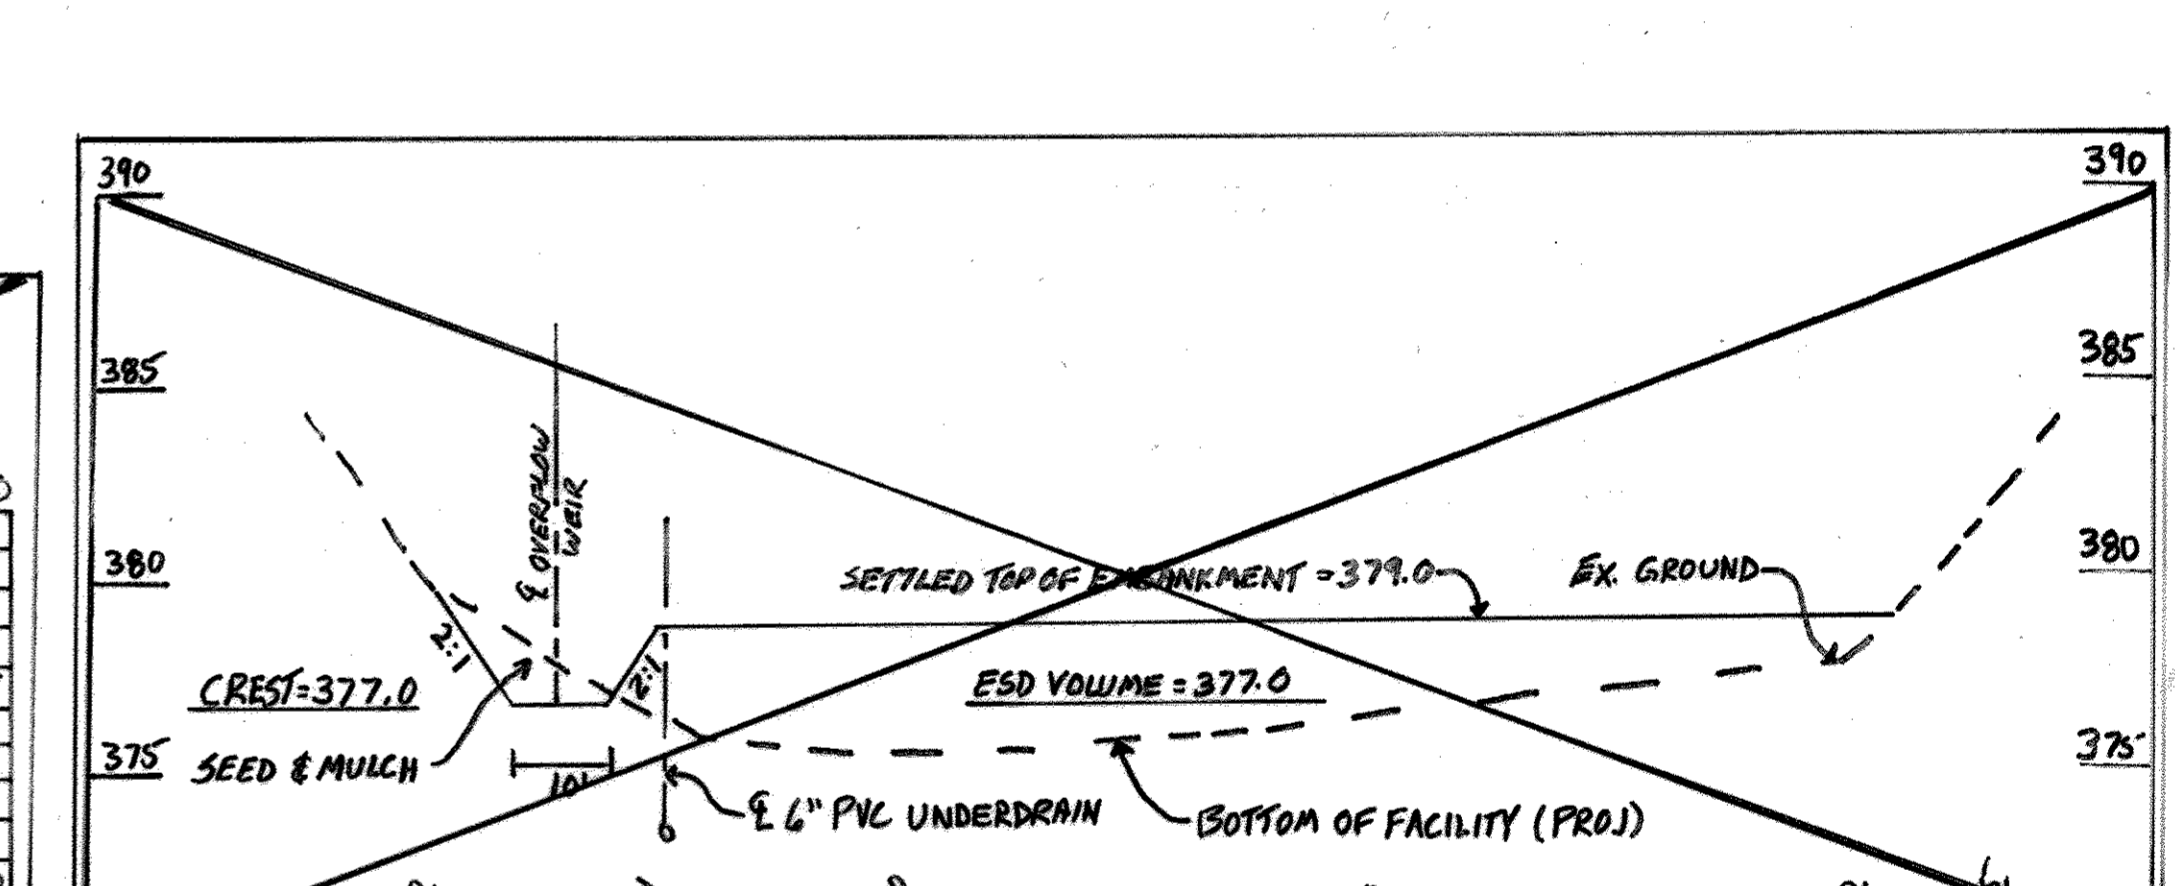 390
390
385
385
℄ OVERFLOW
WEIR
380
380
SETTLED TOP OF EMBANKMENT = 379.0
EX. GROUND
2:1
2:1
CREST=377.0
ESD VOLUME = 377.0
375
375
SEED & MULCH
10'
℄ 6" PVC UNDERDRAIN
BOTTOM OF FACILITY (PROJ)